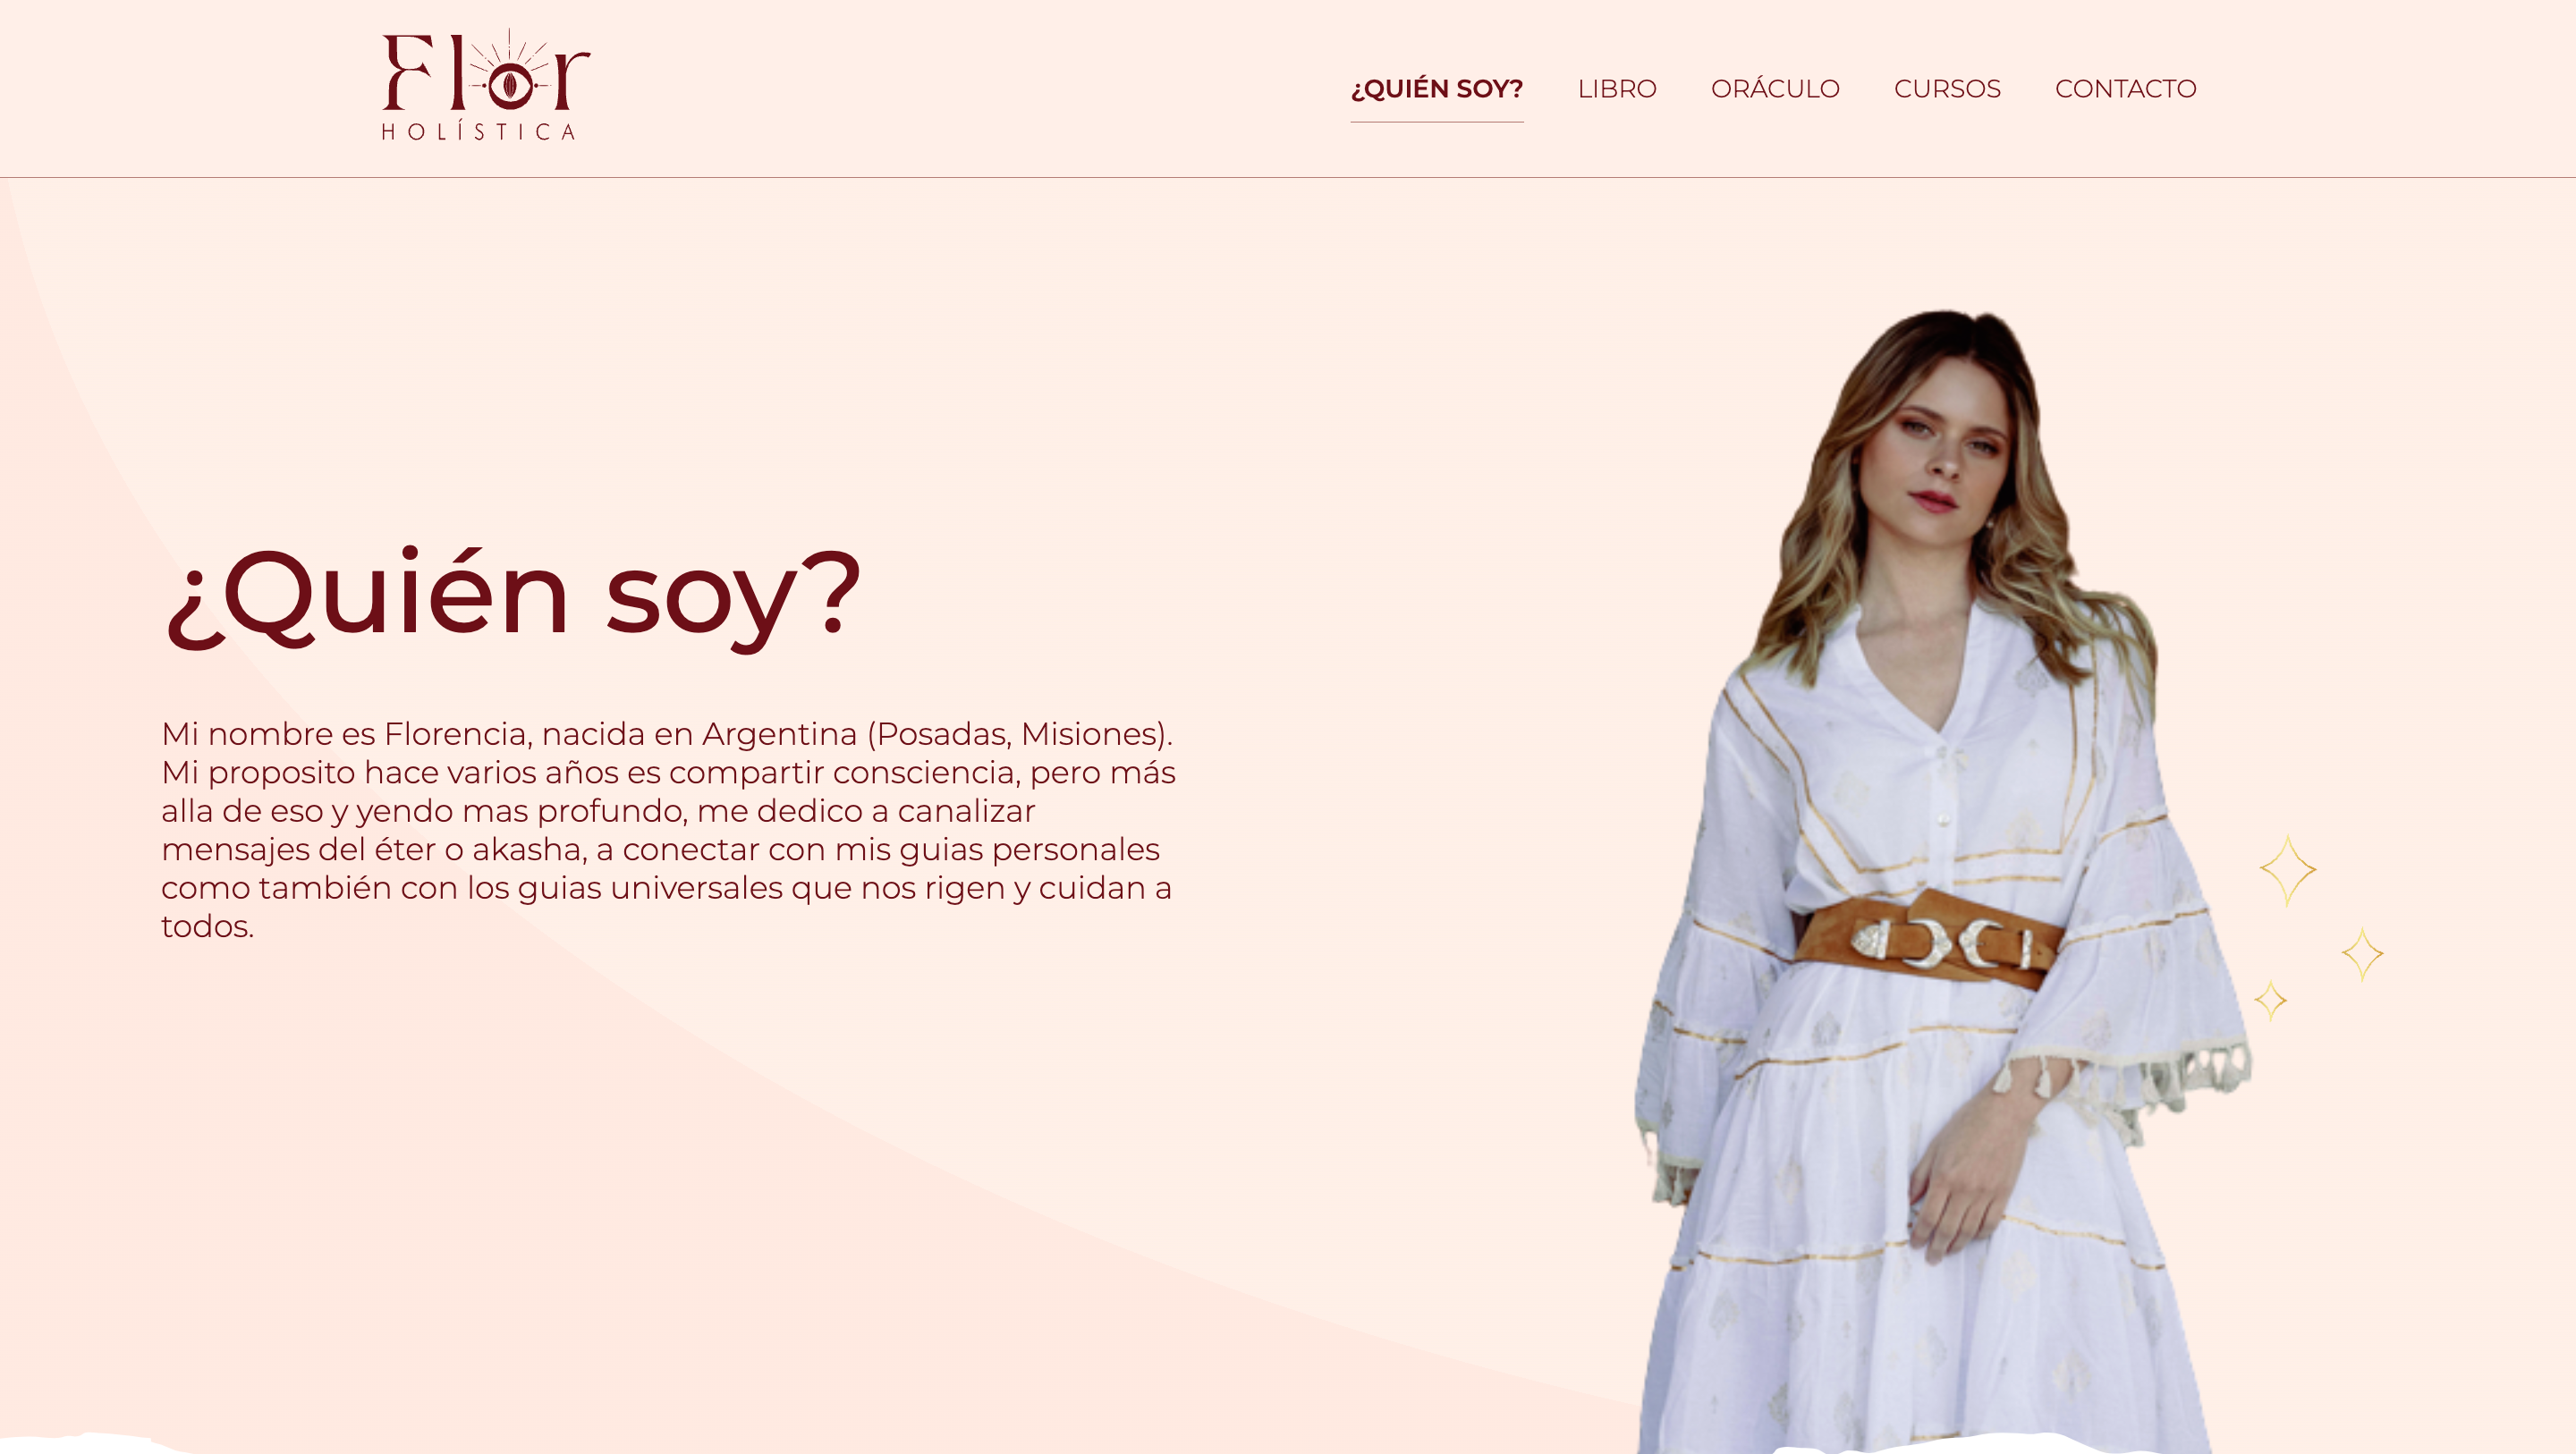 Flor
HOLÍSTICA
¿QUIÉN SOY?
LIBRO
ORÁCULO
CURSOS
CONTACTO
¿Quién soy?
Mi nombre es Florencia, nacida en Argentina (Posadas, Misiones).
Mi proposito hace varios años es compartir consciencia, pero más
alla de eso y yendo mas profundo, me dedico a canalizar
mensajes del éter o akasha, a conectar con mis guias personales
como también con los guias universales que nos rigen y cuidan a
todos.